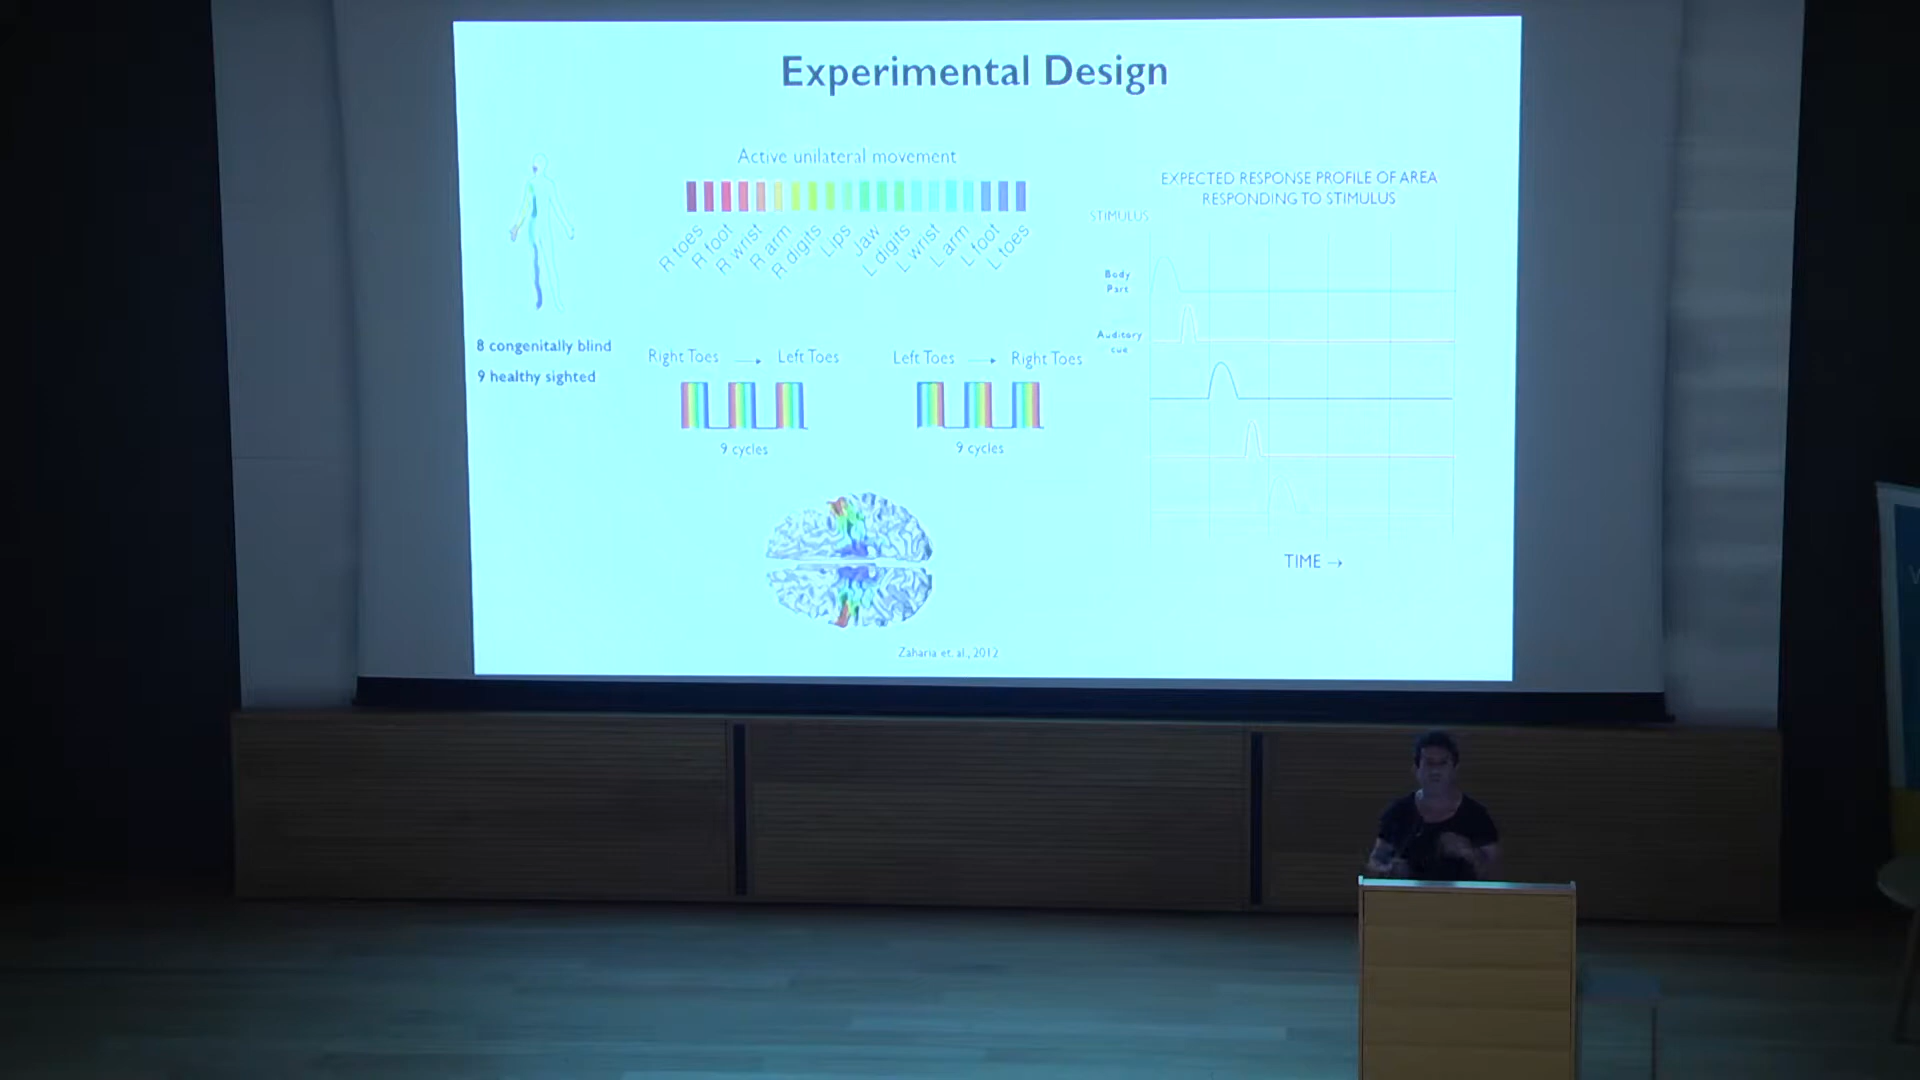 Experimental Design
Active unilateral movement
R toes
R foot
R wrist
R arm
R digits
Lips
Jaw
L digits
L wrist
L arm
L foot
L toes
8 congenitally blind
9 healthy sighted
Right Toes → Left Toes
9 cycles
Left Toes → Right Toes
9 cycles
Zaharia et. al., 2012
EXPECTED RESPONSE PROFILE OF AREA
RESPONDING TO STIMULUS
STIMULUS
Body
Part
Auditory
cue
TIME →